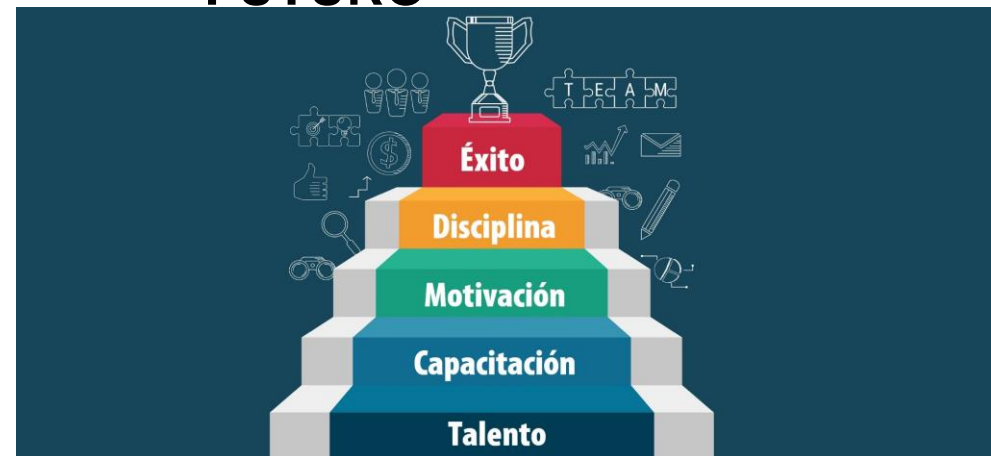 TEAM
Éxito
Disciplina
Motivación
Capacitación
Talento